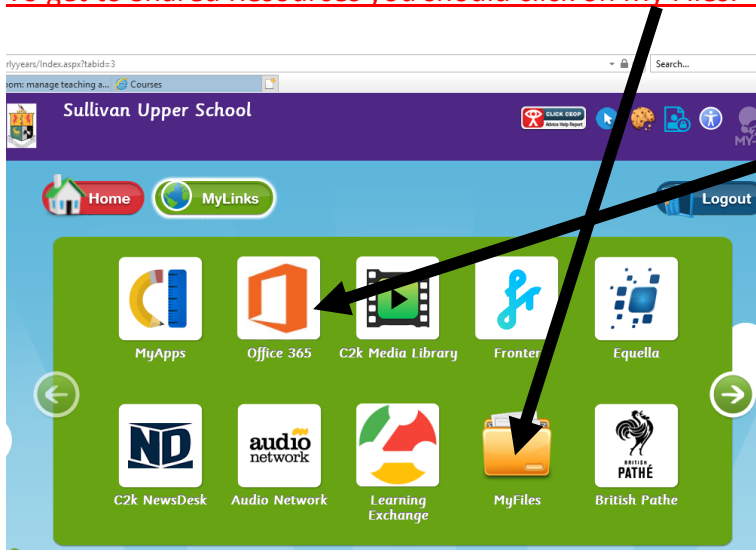 To get to Shared Resources you should click on My Files.
rlyyears/Index.aspx?tabid=3
Search...
oom: manage teaching a...
Courses
Sullivan Upper School
CLICK CEOP
Advice Help Report
MY-
Home
MyLinks
Logout
MyApps
Office 365
C2k Media Library
Fronter
Equella
ND
audio
network
BRITISH
PATHÉ
C2k NewsDesk
Audio Network
Learning
Exchange
MyFiles
British Pathe